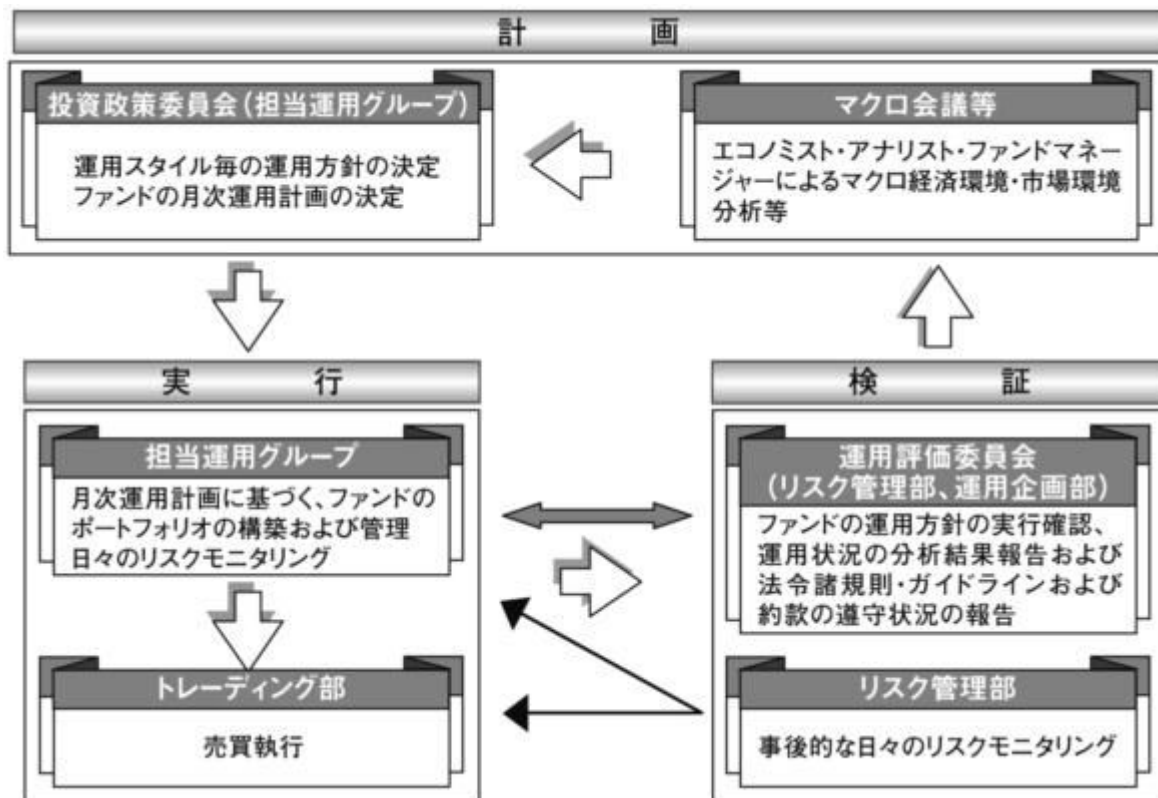 計画
投資政策委員会(担当運用グループ)
運用スタイル毎の運用方針の決定
ファンドの月次運用計画の決定
マクロ会議等
エコノミスト・アナリスト・ファンドマネー
ジャーによるマクロ経済環境・市場環境
分析等
実行
担当運用グループ
月次運用計画に基づく、ファンドの
ポートフォリオの構築および管理
日々のリスクモニタリング
トレーディング部
売買執行
検証
運用評価委員会
(リスク管理部、運用企画部)
ファンドの運用方針の実行確認、
運用状況の分析結果報告および
法令諸規則・ガイドラインおよび
約款の遵守状況の報告
リスク管理部
事後的な日々のリスクモニタリング